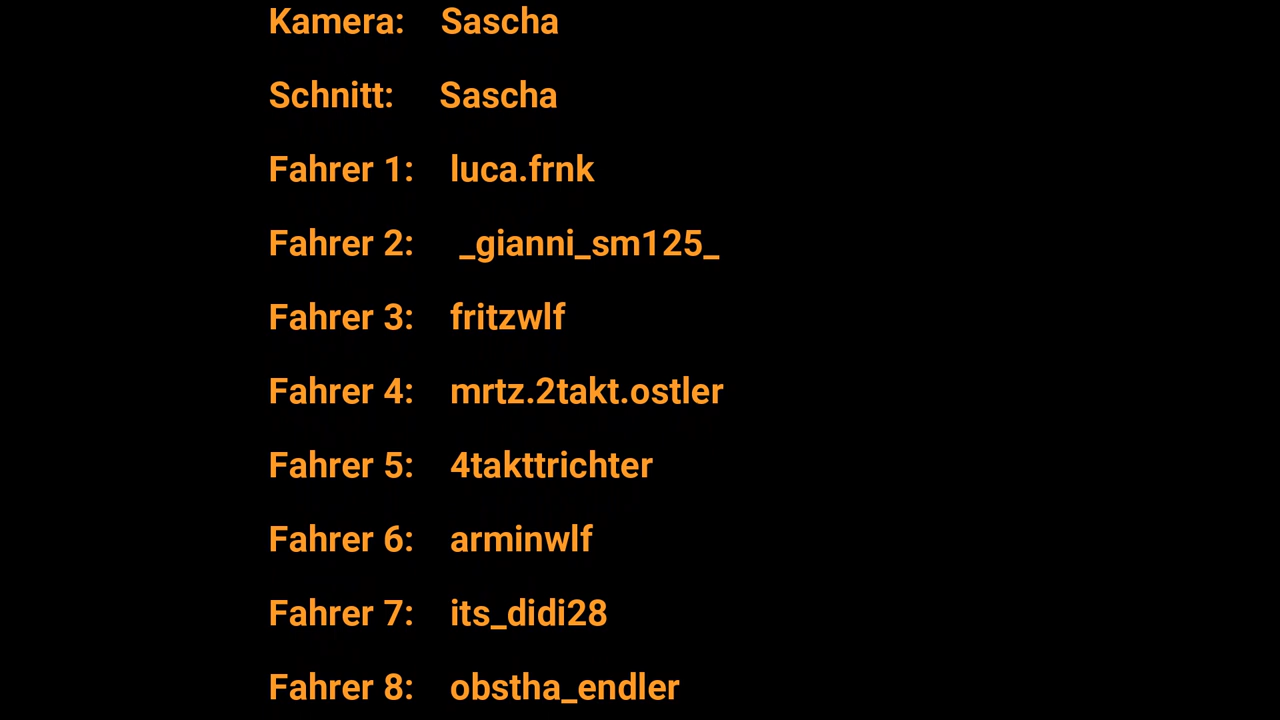 Kamera: Sascha
Schnitt: Sascha
Fahrer 1: luca.frnk
Fahrer 2: _gianni_sm125_
Fahrer 3: fritzwlf
Fahrer 4: mrtz.2takt.ostler
Fahrer 5: 4takttrichter
Fahrer 6: arminwlf
Fahrer 7: its_didi28
Fahrer 8: obstha_endler